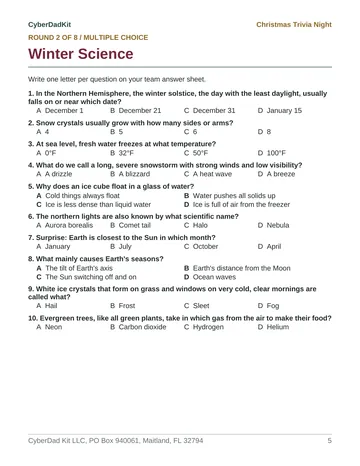 CyberDadKit Christmas Trivia Night
ROUND 2 OF 8 / MULTIPLE CHOICE
Winter Science
Write one letter per question on your team answer sheet.
1. In the Northern Hemisphere, the winter solstice, the day with the least daylight, usually
falls on or near which date?
A December 1 B December 21 C December 31 D January 15
2. Snow crystals usually grow with how many sides or arms?
A 4 B 5 C 6 D 8
3. At sea level, fresh water freezes at what temperature?
A 0°F B 32°F C 50°F D 100°F
4. What do we call a long, severe snowstorm with strong winds and low visibility?
A A drizzle B A blizzard C A heat wave D A breeze
5. Why does an ice cube float in a glass of water?
A Cold things always float B Water pushes all solids up
C Ice is less dense than liquid water D Ice is full of air from the freezer
6. The northern lights are also known by what scientific name?
A Aurora borealis B Comet tail C Halo D Nebula
7. Surprise: Earth is closest to the Sun in which month?
A January B July C October D April
8. What mainly causes Earth's seasons?
A The tilt of Earth's axis B Earth's distance from the Moon
C The Sun switching off and on D Ocean waves
9. White ice crystals that form on grass and windows on very cold, clear mornings are
called what?
A Hail B Frost C Sleet D Fog
10. Evergreen trees, like all green plants, take in which gas from the air to make their food?
A Neon B Carbon dioxide C Hydrogen D Helium
CyberDad Kit LLC, PO Box 940061, Maitland, FL 32794 5